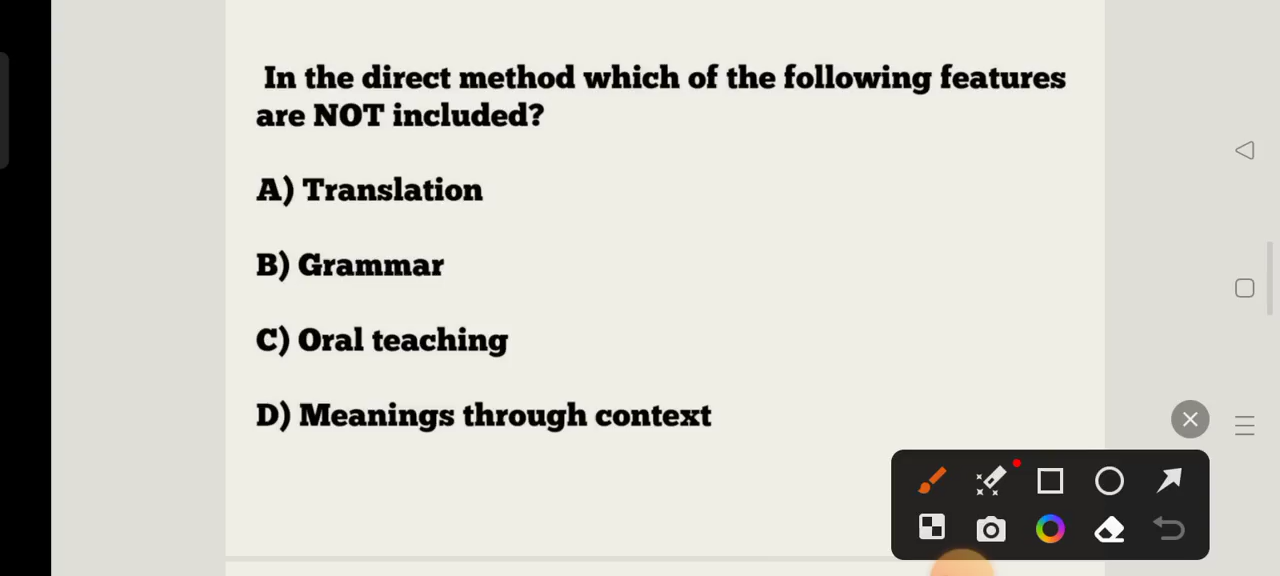 In the direct method which of the following features
are NOT included?
A) Translation
B) Grammar
C) Oral teaching
D) Meanings through context